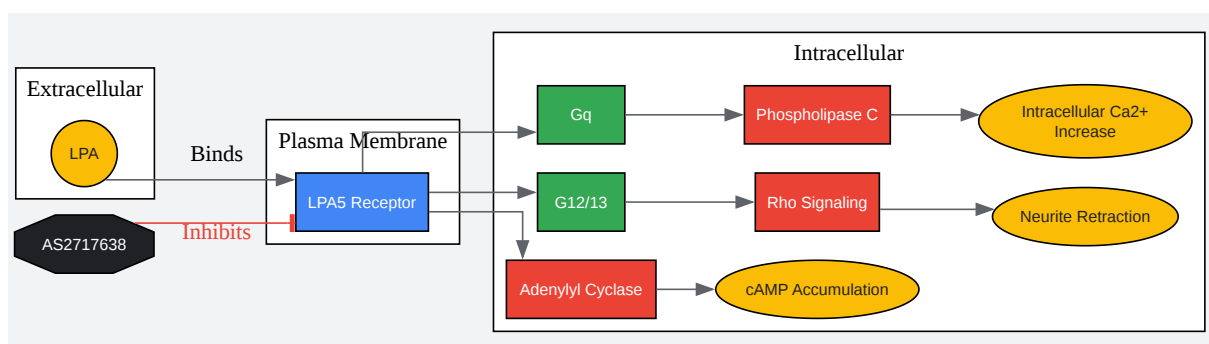 Intracellular
Extracellular
LPA
Binds
Plasma Membrane
LPA5 Receptor
AS2717638
Inhibits
Gq
Phospholipase C
Intracellular Ca2+
Increase
G12/13
Rho Signaling
Neurite Retraction
Adenylyl Cyclase
cAMP Accumulation